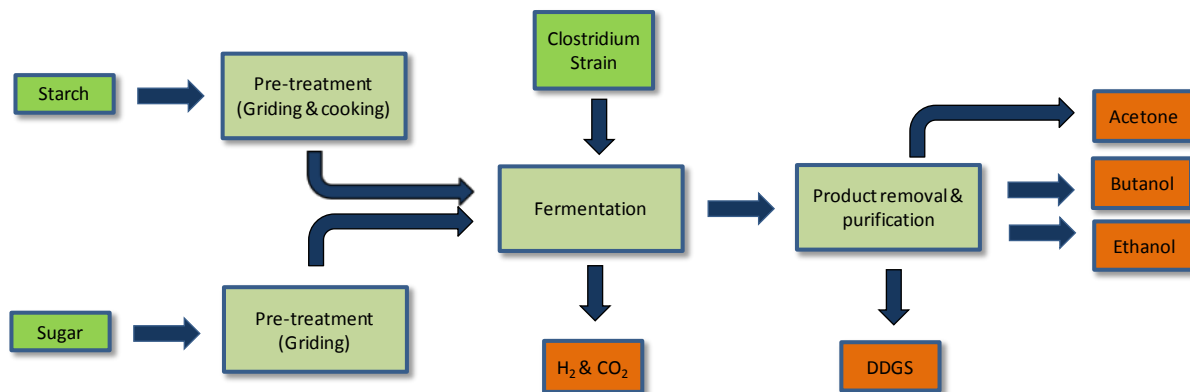 Starch
Pre-treatment
(Griding & cooking)
Clostridium
Strain
Acetone
Fermentation
Product removal &
purification
Butanol
Ethanol
Sugar
Pre-treatment
(Griding)
H₂ & CO₂
DDGS